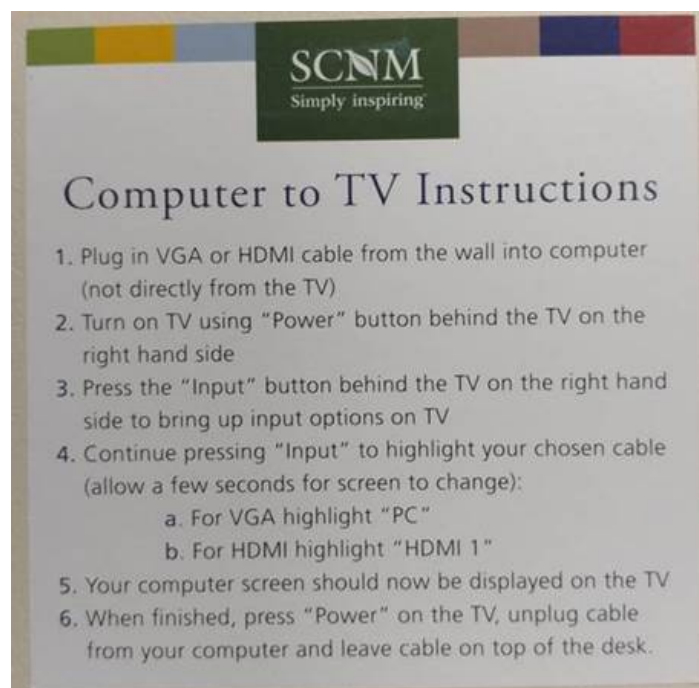 SCNM
Simply inspiring
Computer to TV Instructions
1. Plug in VGA or HDMI cable from the wall into computer
(not directly from the TV)
2. Turn on TV using “Power” button behind the TV on the
right hand side
3. Press the “Input” button behind the TV on the right hand
side to bring up input options on TV
4. Continue pressing “Input” to highlight your chosen cable
(allow a few seconds for screen to change):
a. For VGA highlight “PC”
b. For HDMI highlight “HDMI 1”
5. Your computer screen should now be displayed on the TV
6. When finished, press “Power” on the TV, unplug cable
from your computer and leave cable on top of the desk.